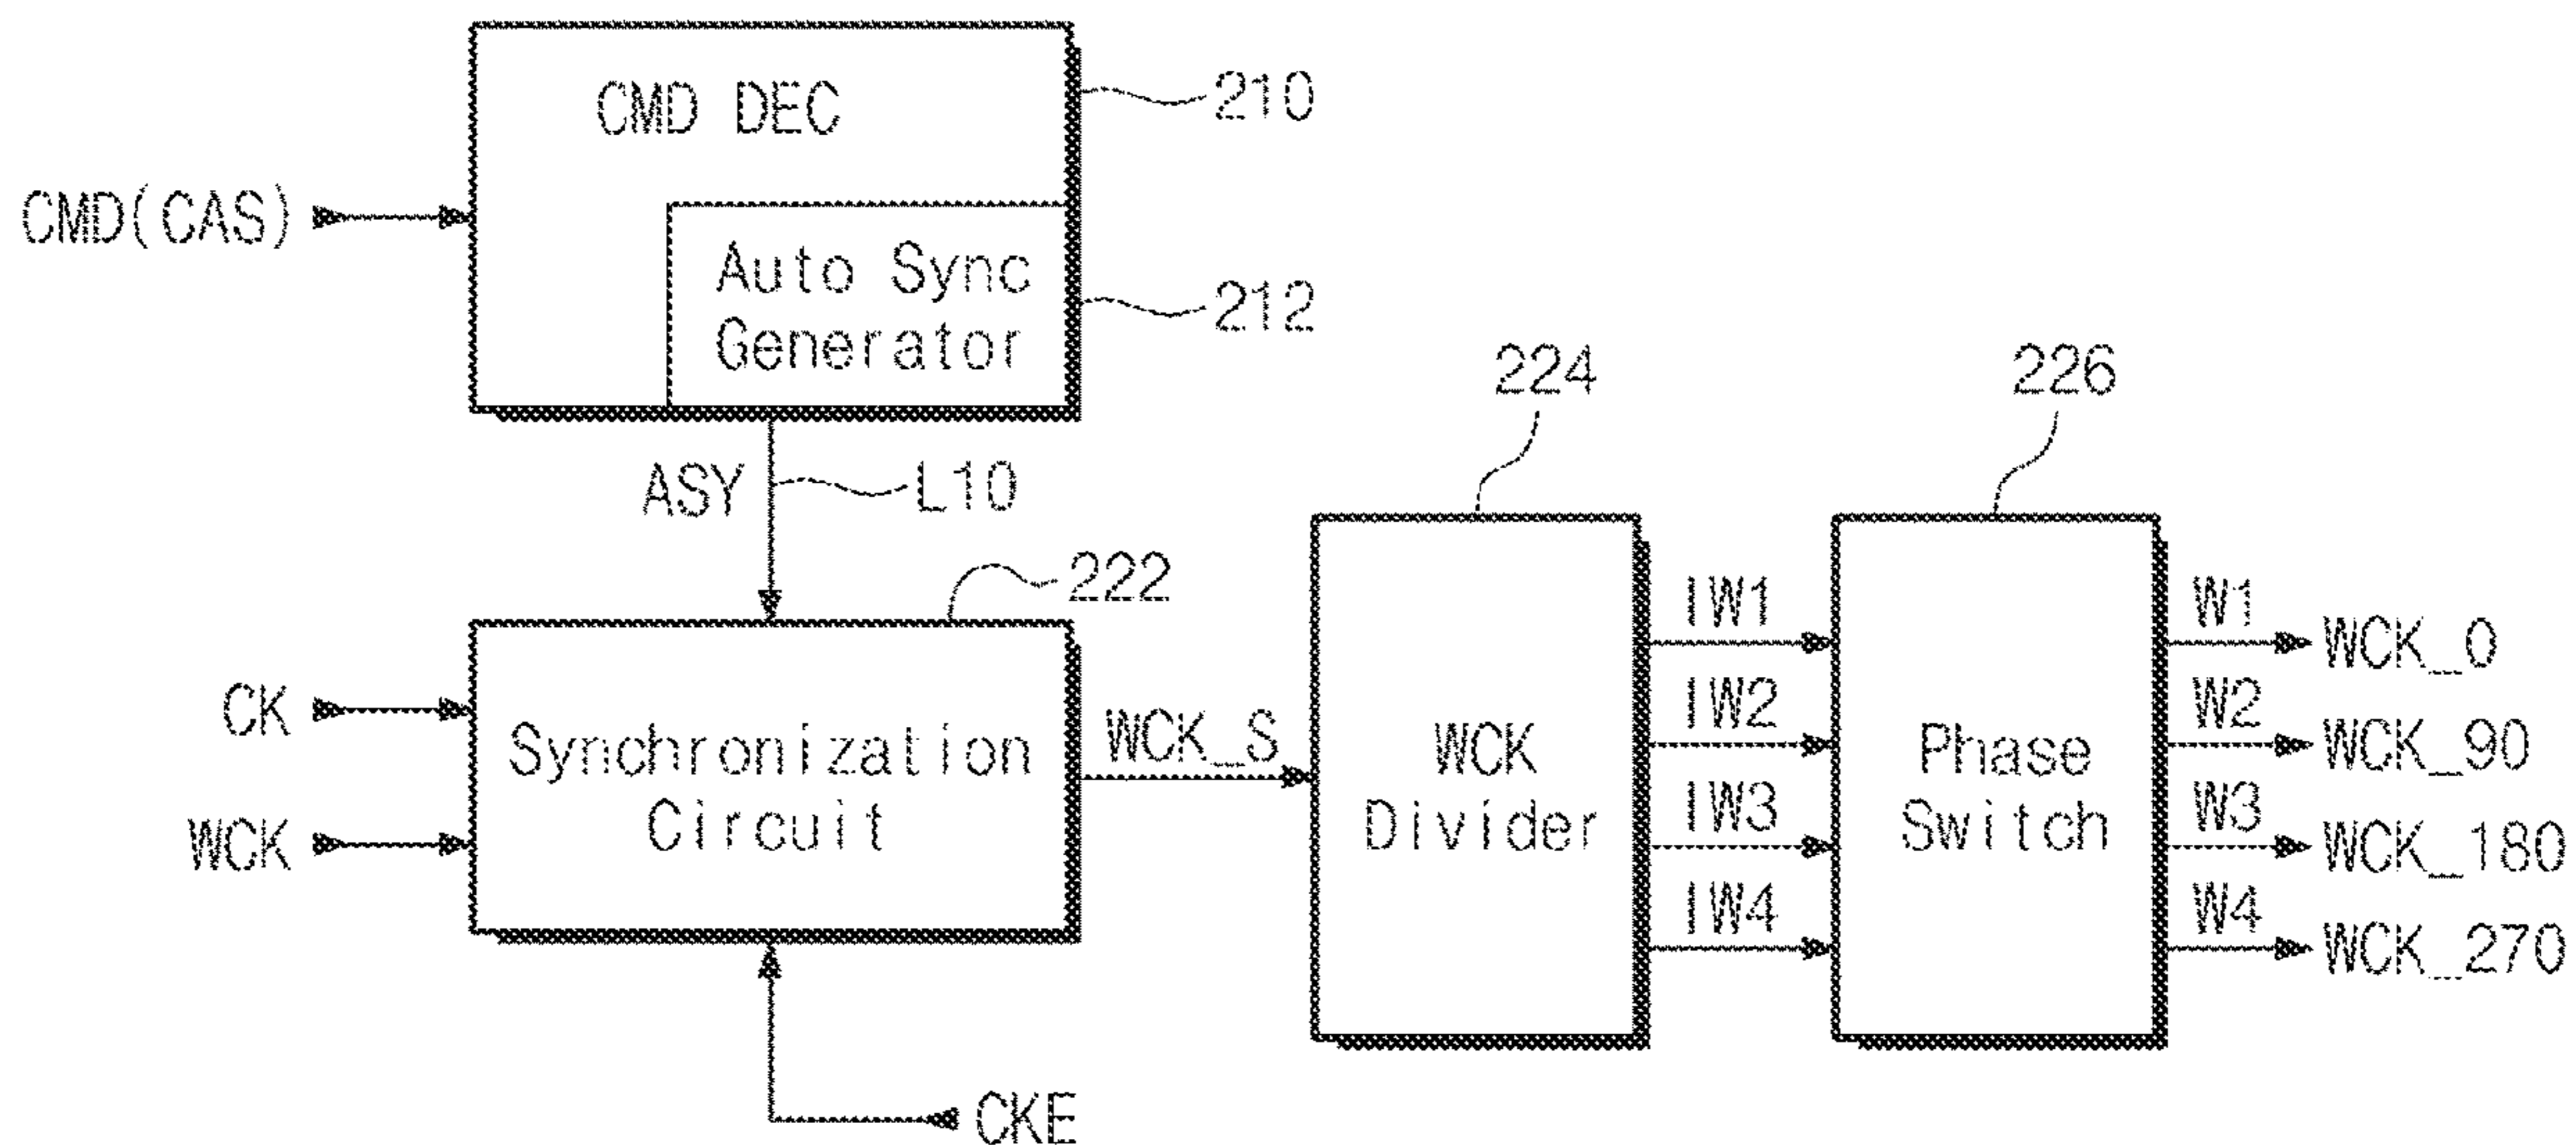 CMD DEC
210
CMD(CAS)
Auto Sync
Generator
212
224
226
ASY
L10
222
IW1
W1
WCK_0
CK
IW2
W2
WCK_90
Synchronization
Circuit
WCK_S
WCK
Divider
Phase
Switch
IW3
W3
WCK_180
WCK
IW4
W4
WCK_270
CKE